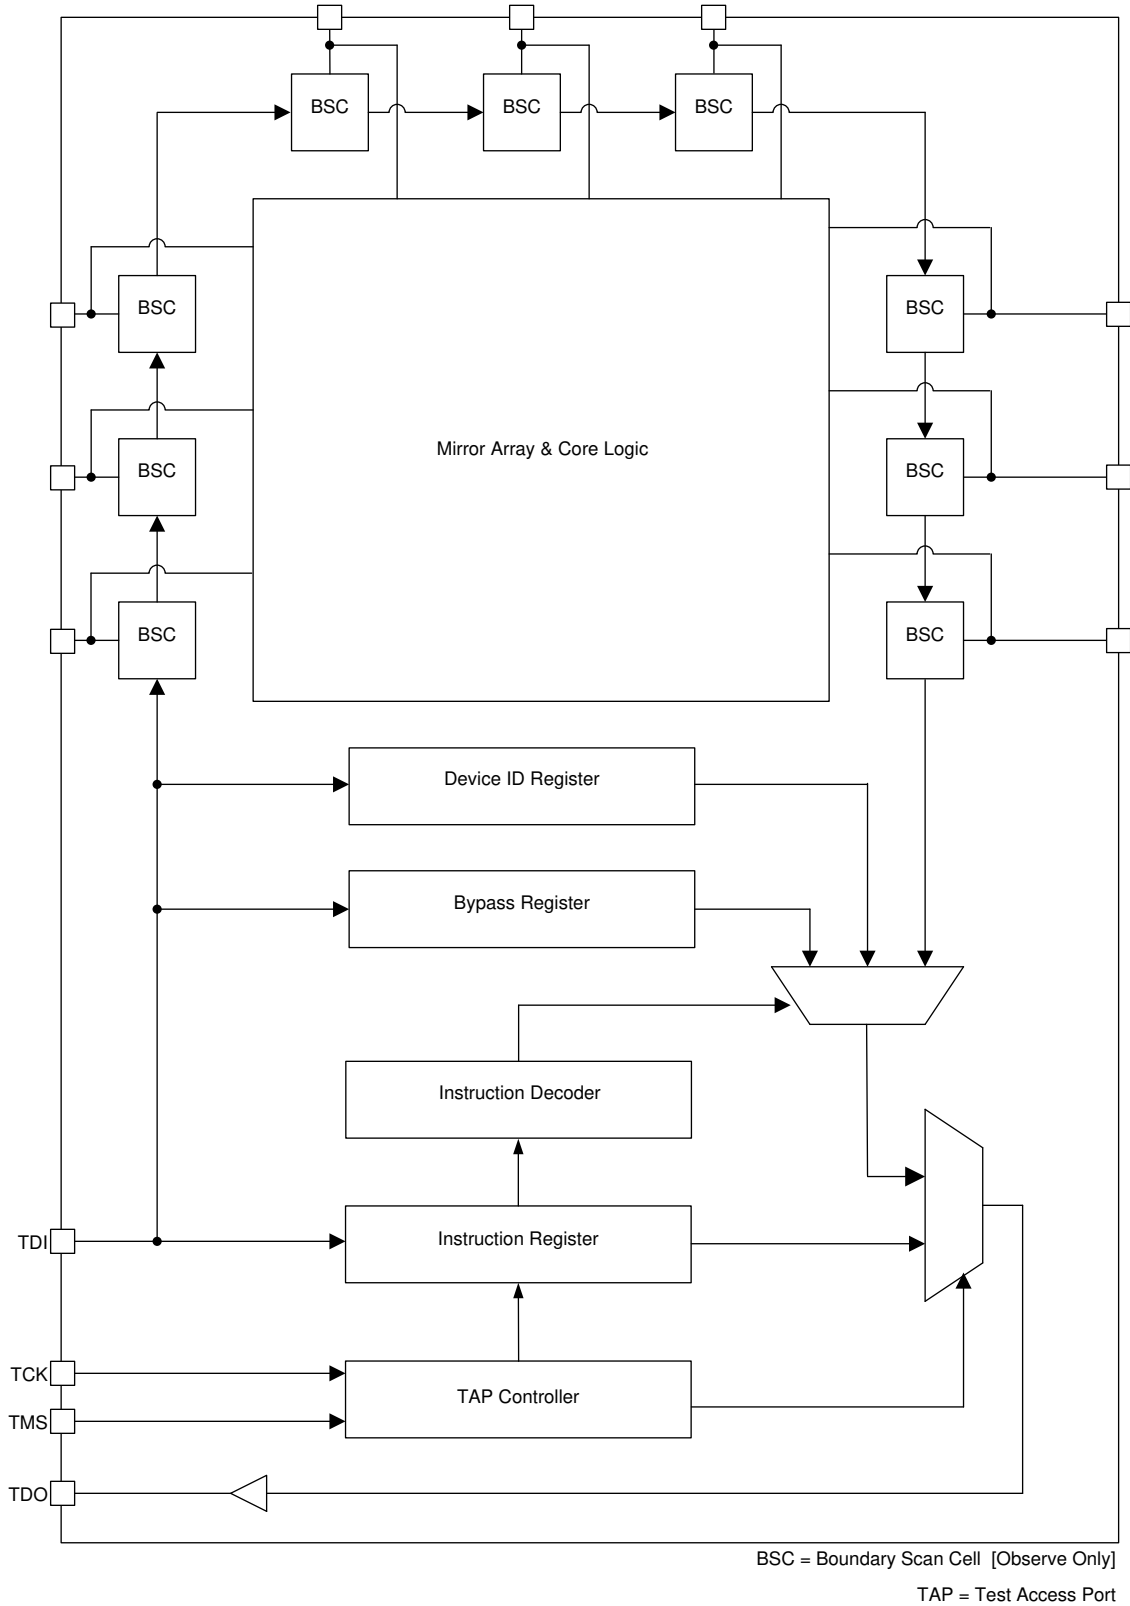 BSC
BSC
BSC
BSC
BSC
BSC
BSC
BSC
BSC
Mirror Array & Core Logic
Device ID Register
Bypass Register
Instruction Decoder
TDI
Instruction Register
TCK
TMS
TAP Controller
TDO
BSC = Boundary Scan Cell [Observe Only]
TAP = Test Access Port